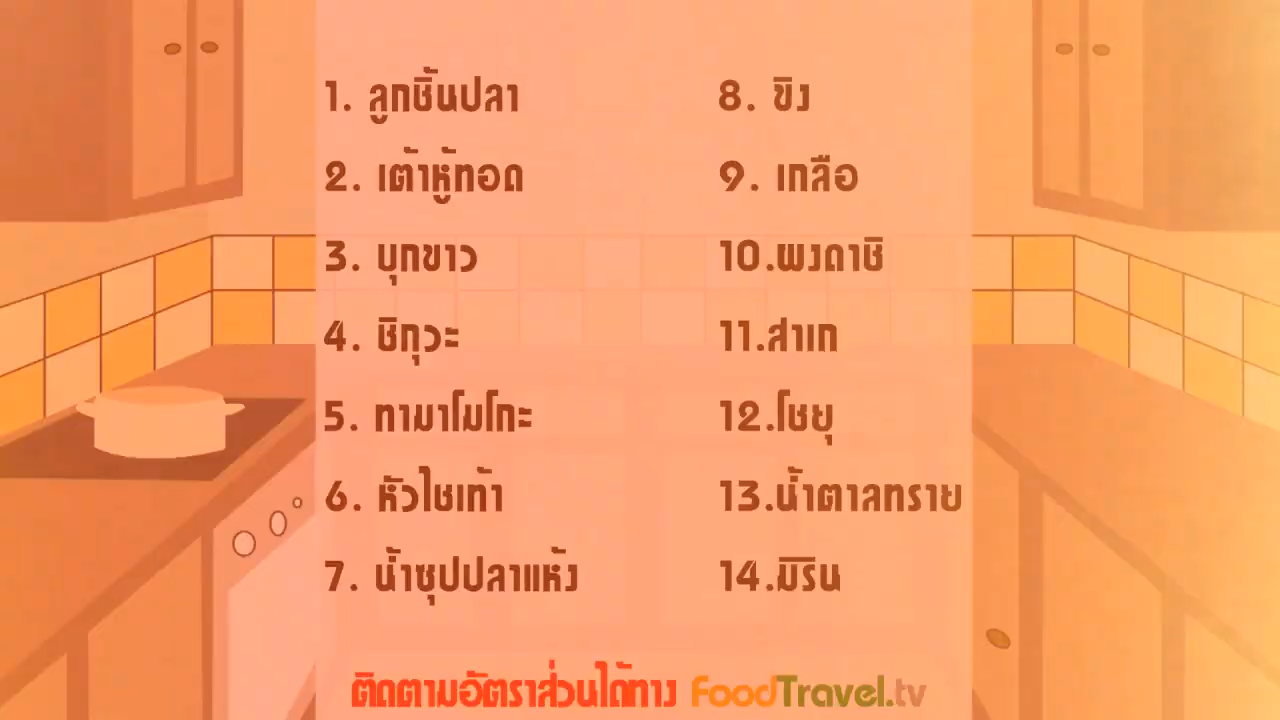 1. ลูกชิ้นปลา
2. เต้าหู้ทอด
3. บุกขาว
4. ชิกุวะ
5. ทามาโมโกะ
6. หัวไชเท้า
7. น้ำซุปปลาแห้ง
8. ขิง
9. เกลือ
10.ผงดาชิ
11.สาเก
12.โชยุ
13.น้ำตาลทราย
14.มิริน
ติดตามอัตราส่วนได้ทาง FoodTravel.tv